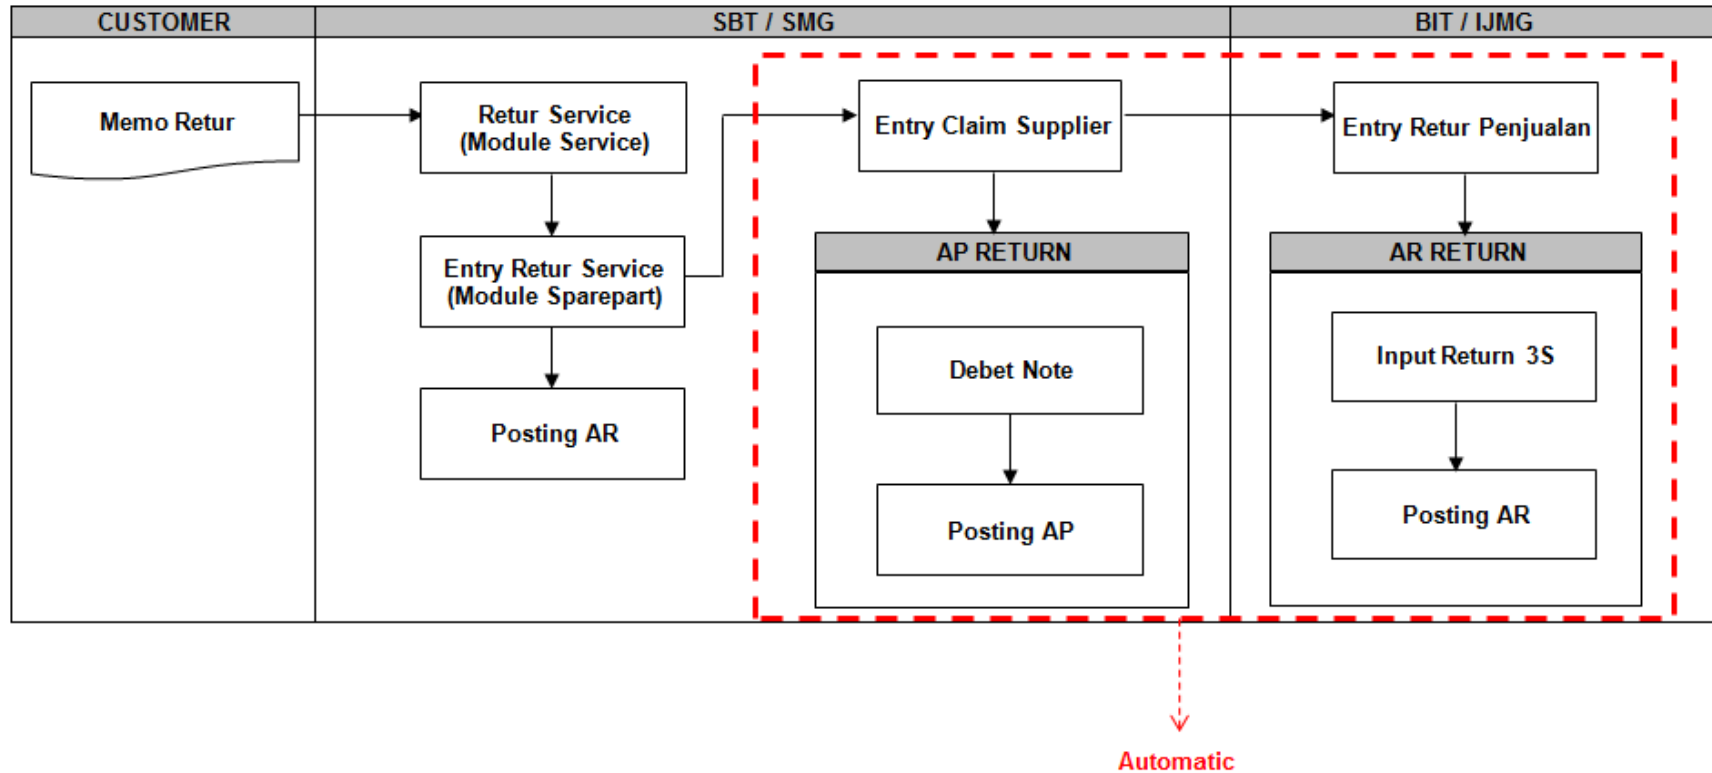 CUSTOMER
SBT / SMG
BIT / IJMG
Memo Retur
Retur Service
(Module Service)
Entry Claim Supplier
Entry Retur Penjualan
Entry Retur Service
(Module Sparepart)
AP RETURN
AR RETURN
Debet Note
Input Return 3S
Posting AR
Posting AP
Posting AR
Automatic